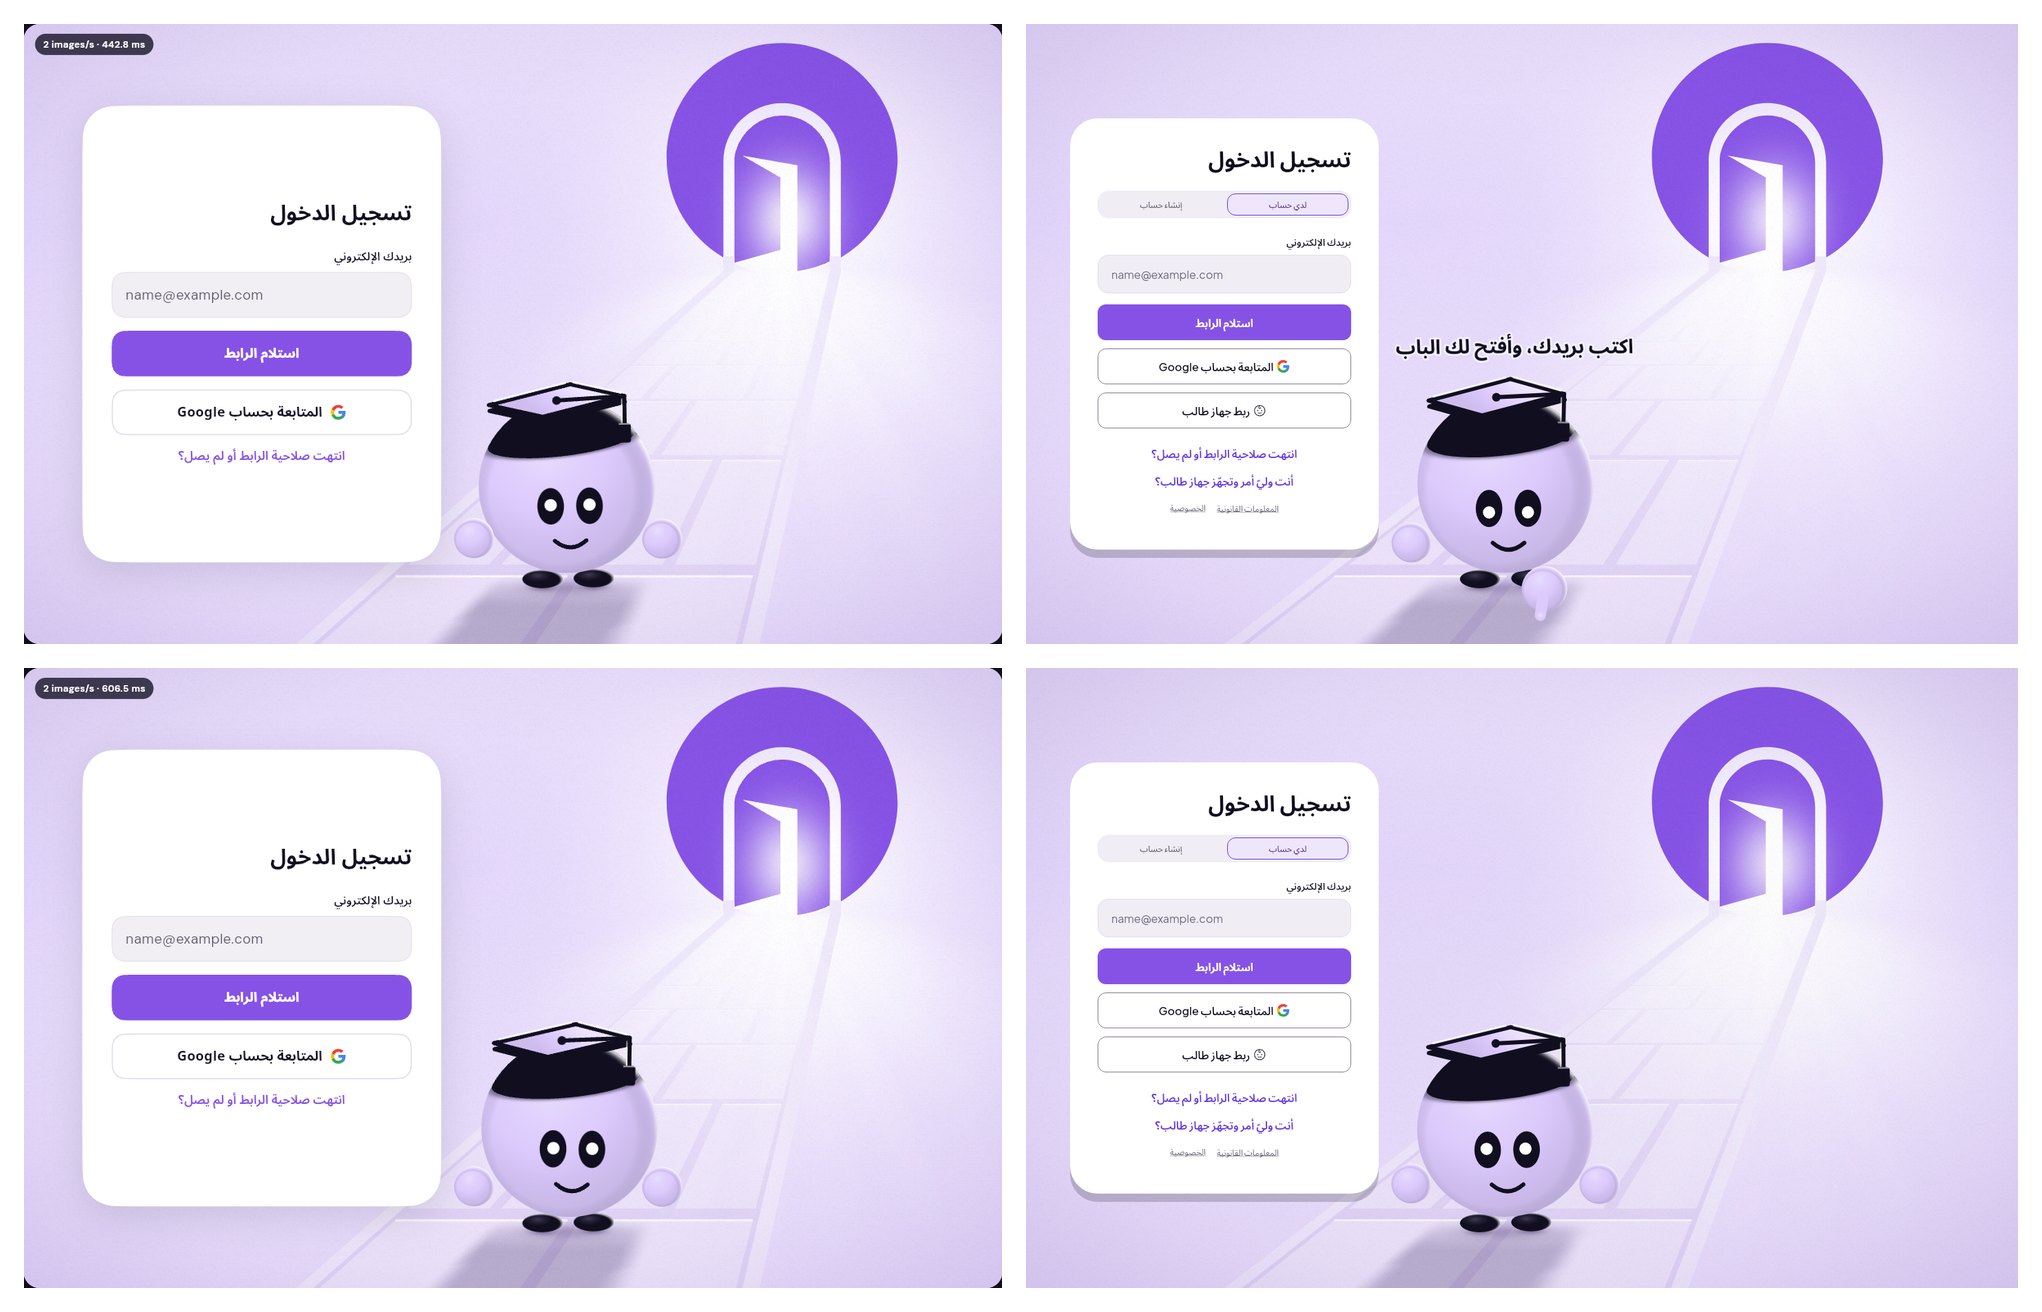 2 images/s · 442.8 ms
تسجيل الدخول
بريدك الإلكتروني
name@example.com
استلام الرابط
المتابعة بحساب Google
انتهت صلاحية الرابط أو لم يصل؟
تسجيل الدخول
لدي حساب
إنشاء حساب
بريدك الإلكتروني
name@example.com
استلام الرابط
المتابعة بحساب Google
ربط جهاز طالب
انتهت صلاحية الرابط أو لم يصل؟
أنت وليّ أمر وتجهّز جهاز طالب؟
المعلومات القانونية
الخصوصية
اكتب بريدك، وأفتح لك الباب
2 images/s · 606.5 ms
تسجيل الدخول
بريدك الإلكتروني
name@example.com
استلام الرابط
المتابعة بحساب Google
انتهت صلاحية الرابط أو لم يصل؟
تسجيل الدخول
لدي حساب
إنشاء حساب
بريدك الإلكتروني
name@example.com
استلام الرابط
المتابعة بحساب Google
ربط جهاز طالب
انتهت صلاحية الرابط أو لم يصل؟
أنت وليّ أمر وتجهّز جهاز طالب؟
المعلومات القانونية
الخصوصية